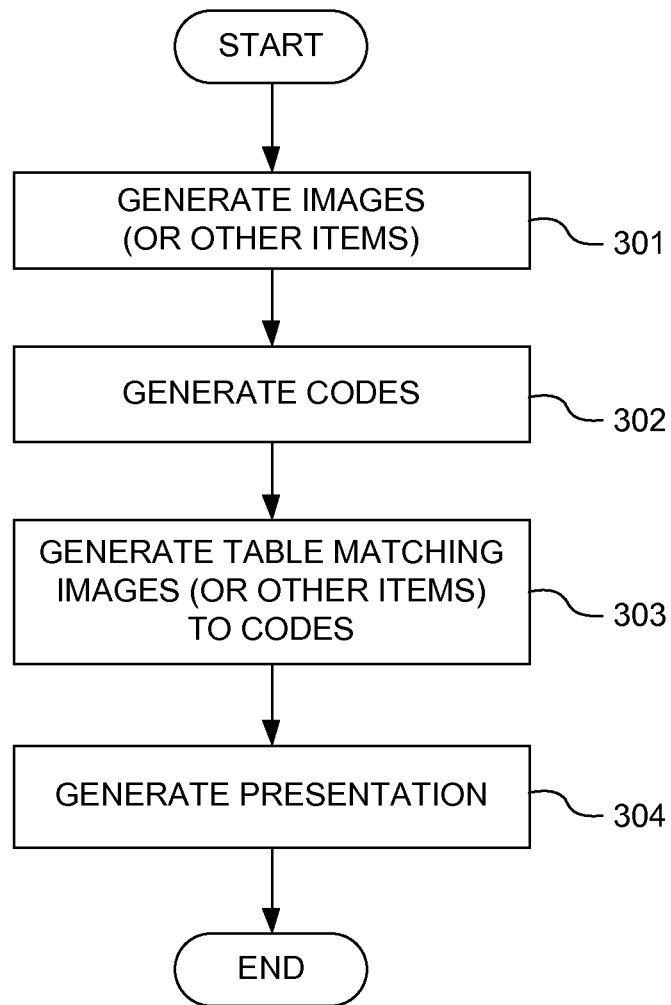 START
GENERATE IMAGES
(OR OTHER ITEMS)
301
GENERATE CODES
302
GENERATE TABLE MATCHING
IMAGES (OR OTHER ITEMS)
TO CODES
303
GENERATE PRESENTATION
304
END